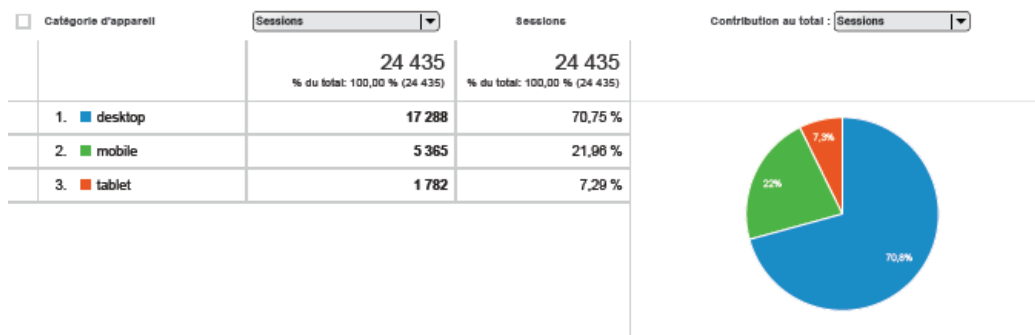 Catégorie d'appareil
Sessions
Sessions
Contribution au total : Sessions
24 435
% du total: 100,00 % (24 435)
24 435
% du total: 100,00 % (24 435)
1. desktop 17 288 70,75 %
2. mobile 5 365 21,96 %
3. tablet 1 782 7,29 %
7,3%
22%
70,8%